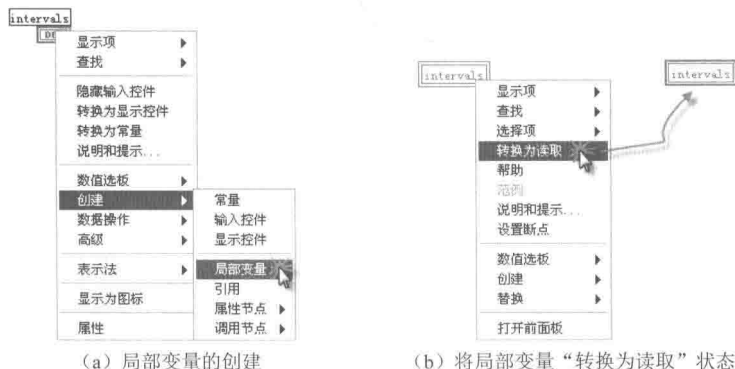 intervals
显示项
查找
隐藏输入控件
转换为显示控件
转换为常量
说明和提示...
数值选板
创建
数据操作
高级
表示法
显示为图标
属性
常量
输入控件
显示控件
局部变量
引用
属性节点
调用节点
（a）局部变量的创建
intervals
显示项
查找
选择项
转换为读取
帮助
范例
说明和提示...
设置断点
数值选板
创建
替换
打开前面板
intervals
（b）将局部变量“转换为读取”状态